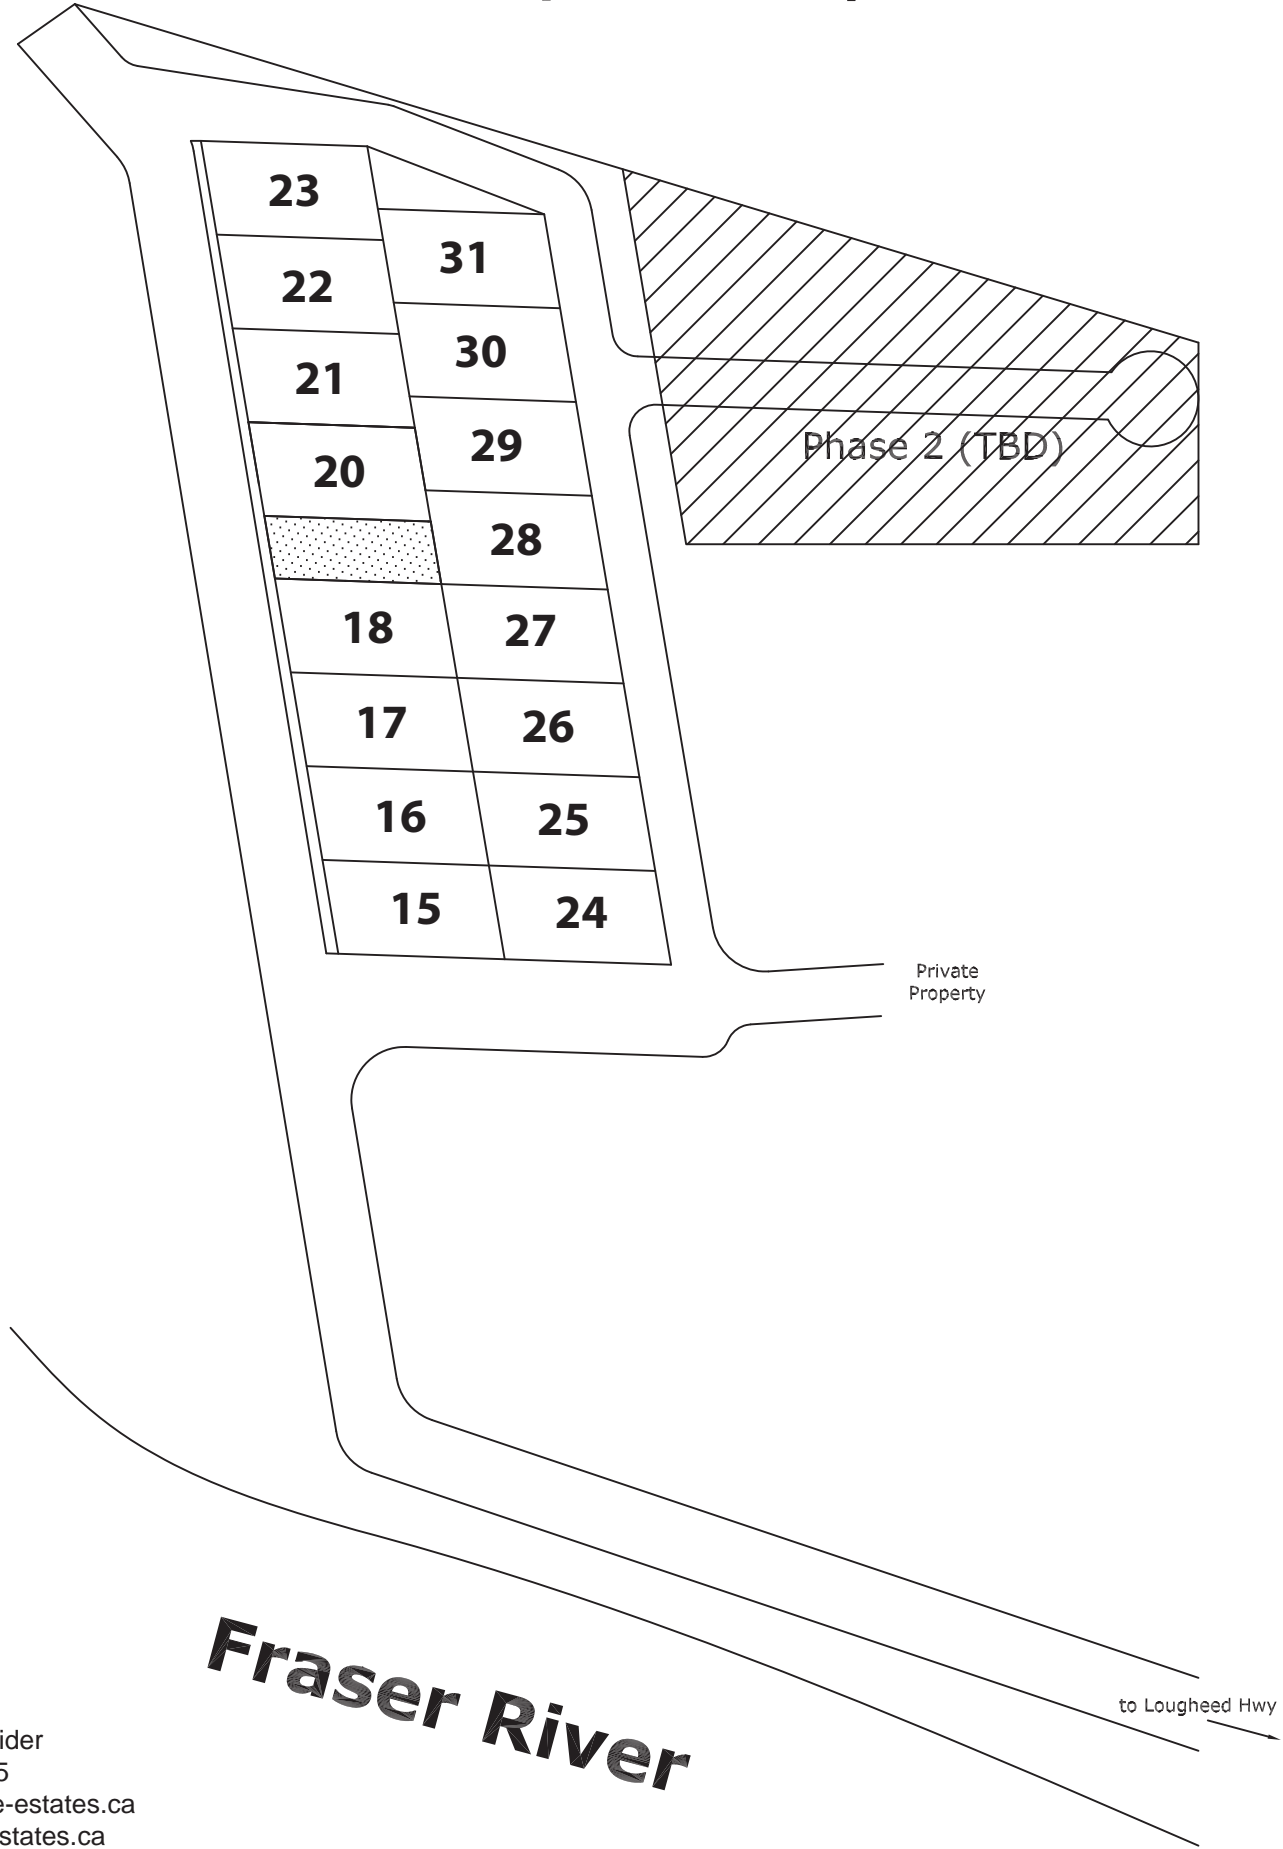 23
31
22
30
21
29
Phase 2 (TBD)
20
28
18
27
17
26
16
25
15
24
Private
Property
Fraser River
to Lougheed Hwy
ider
5
e-estates.ca
states.ca